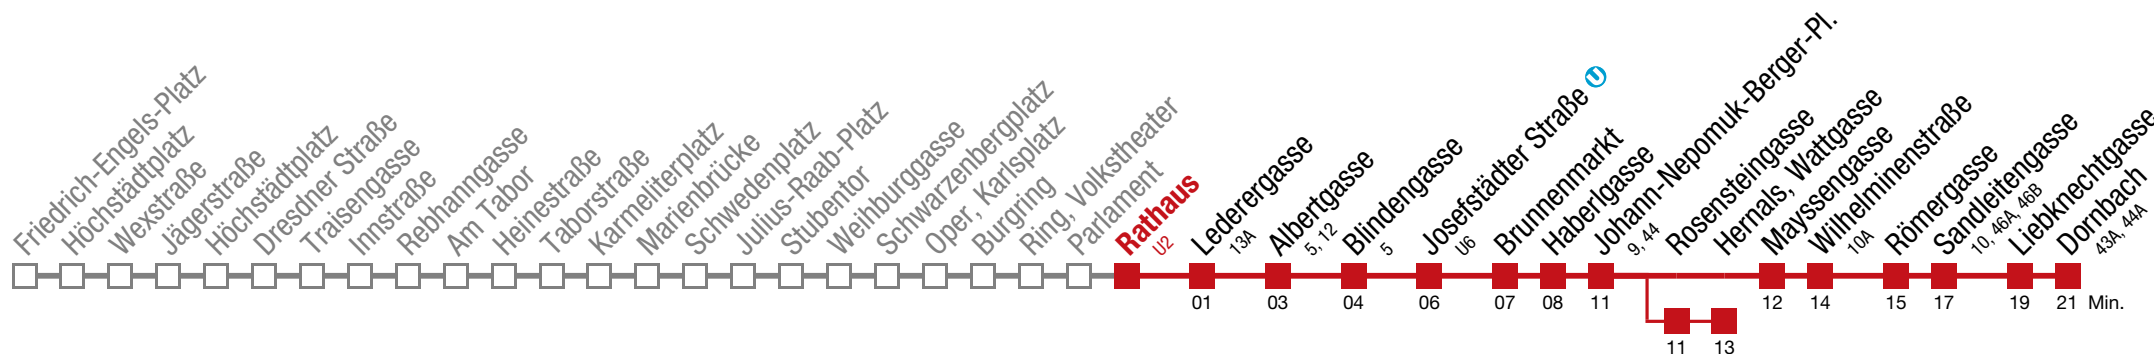 Friedrich-Engels-Platz
Höchstädtplatz
Wexstraße
Jägerstraße
Höchstädtplatz
Dresdner Straße
Traisengasse
Innstraße
Rebhanngasse
Am Tabor
Heinestraße
Taborstraße
Karmeliterplatz
Marienbrücke
Schwedenplatz
Julius-Raab-Platz
Stubentor
Weihburggasse
Schwarzenbergplatz
Oper, Karlsplatz
Burgring
Ring, Volkstheater
Parlament
Rathaus
U2
Lederergasse
13A
Albertgasse
5, 12
Blindengasse
5
Josefstädter Straße U
U6
Brunnenmarkt
Haberlgasse
Johann-Nepomuk-Berger-Pl.
9, 44
Rosensteingasse
Hernals, Wattgasse
Mayssengasse
Wilhelminenstraße
10A
Römergasse
Sandleitengasse
10, 46A, 46B
Liebknechtgasse
Dornbach
43A, 44A
01 03 04 06 07 08 11 12 14 15 17 19 21 Min.
11 13